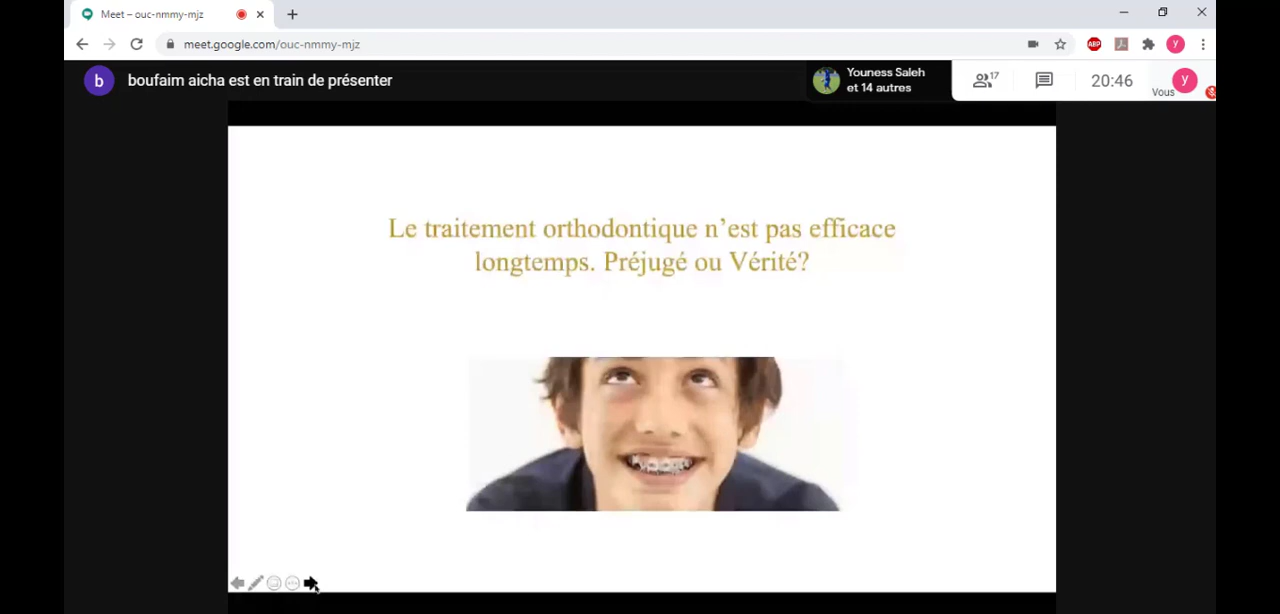 Meet – ouc-nmmy-mjz
meet.google.com/ouc-nmmy-mjz
ABP
y
b
boufaim aicha est en train de présenter
Youness Saleh
et 14 autres
17
20:46
Vous
y
Le traitement orthodontique n’est pas efficace
longtemps. Préjugé ou Vérité?